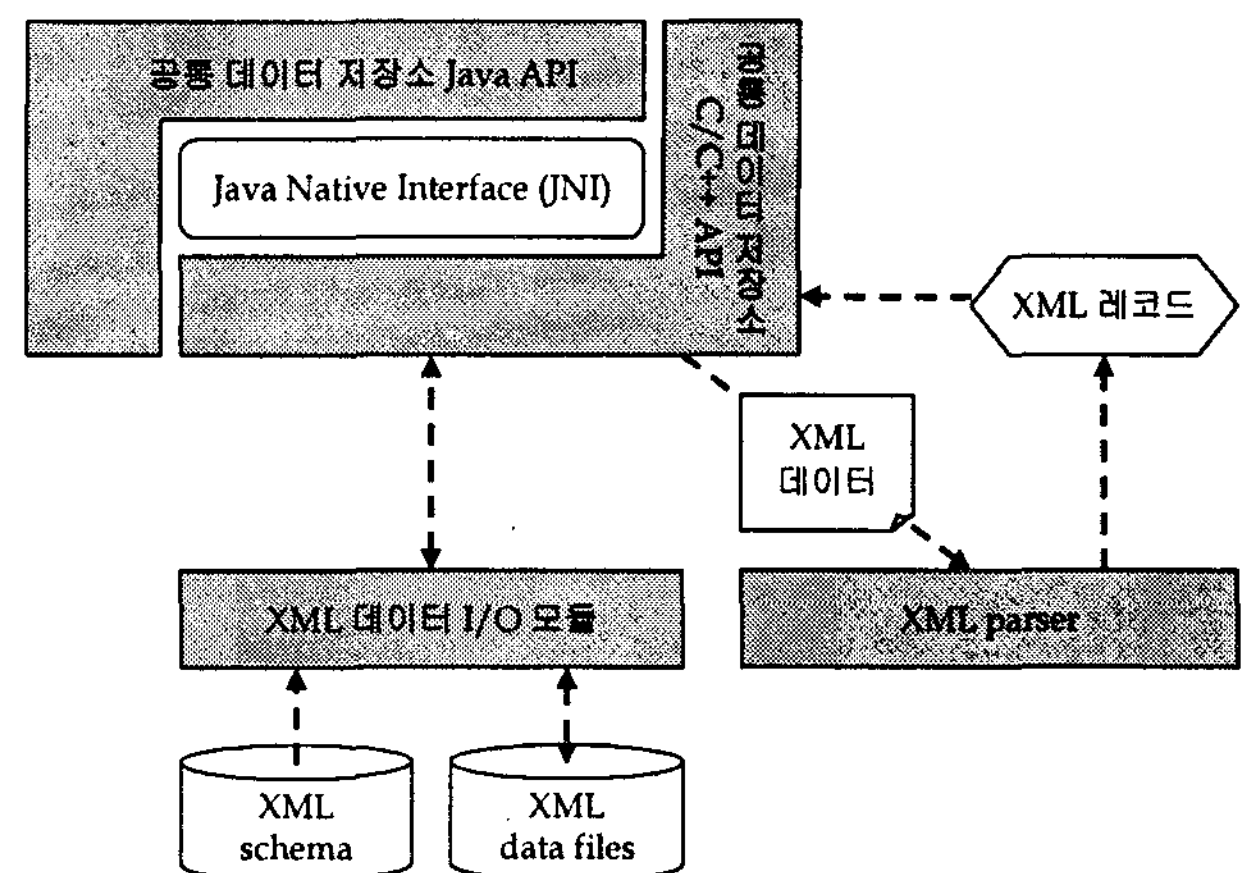 공통 데이터 저장소 Java API
공통 데이터 저장소
C/C++ API
Java Native Interface (JNI)
XML 레코드
XML
데이터
XML 데이터 I/O 모듈
XML parser
XML
schema
XML
data files